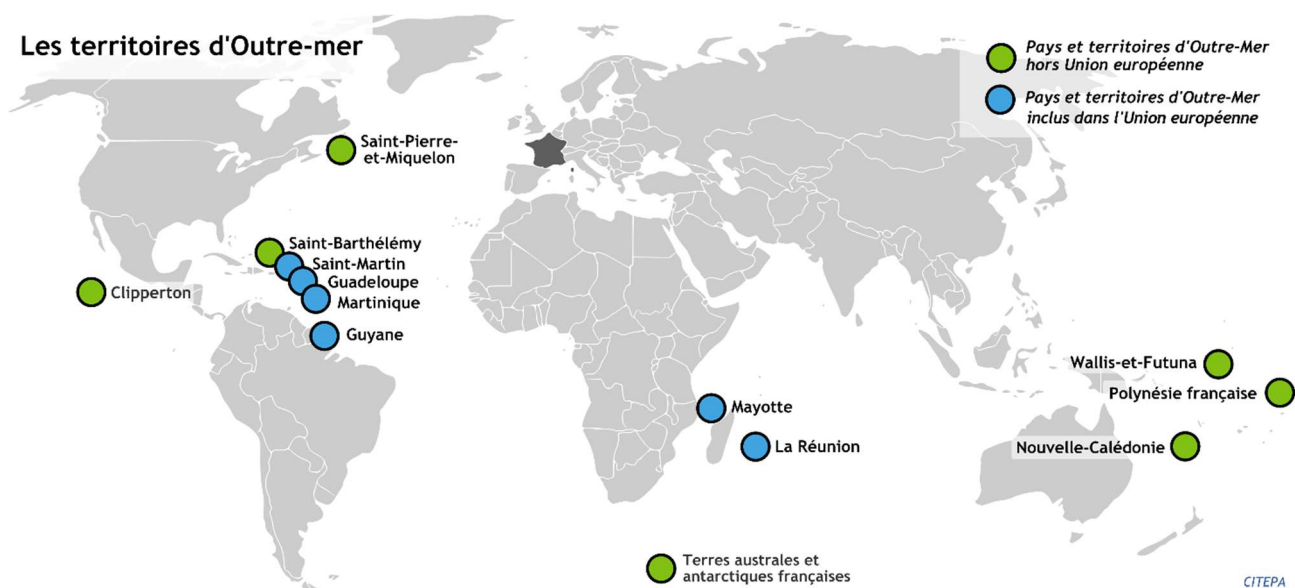 Les territoires d'Outre-mer
Pays et territoires d'Outre-Mer
hors Union européenne
Pays et territoires d'Outre-Mer
inclus dans l'Union européenne
Saint-Pierre-
et-Miquelon
Saint-Barthélémy
Saint-Martin
Guadeloupe
Martinique
Clipperton
Guyane
Wallis-et-Futuna
Polynésie française
Mayotte
La Réunion
Nouvelle-Calédonie
Terres australes et
antarctiques françaises
CITEPA